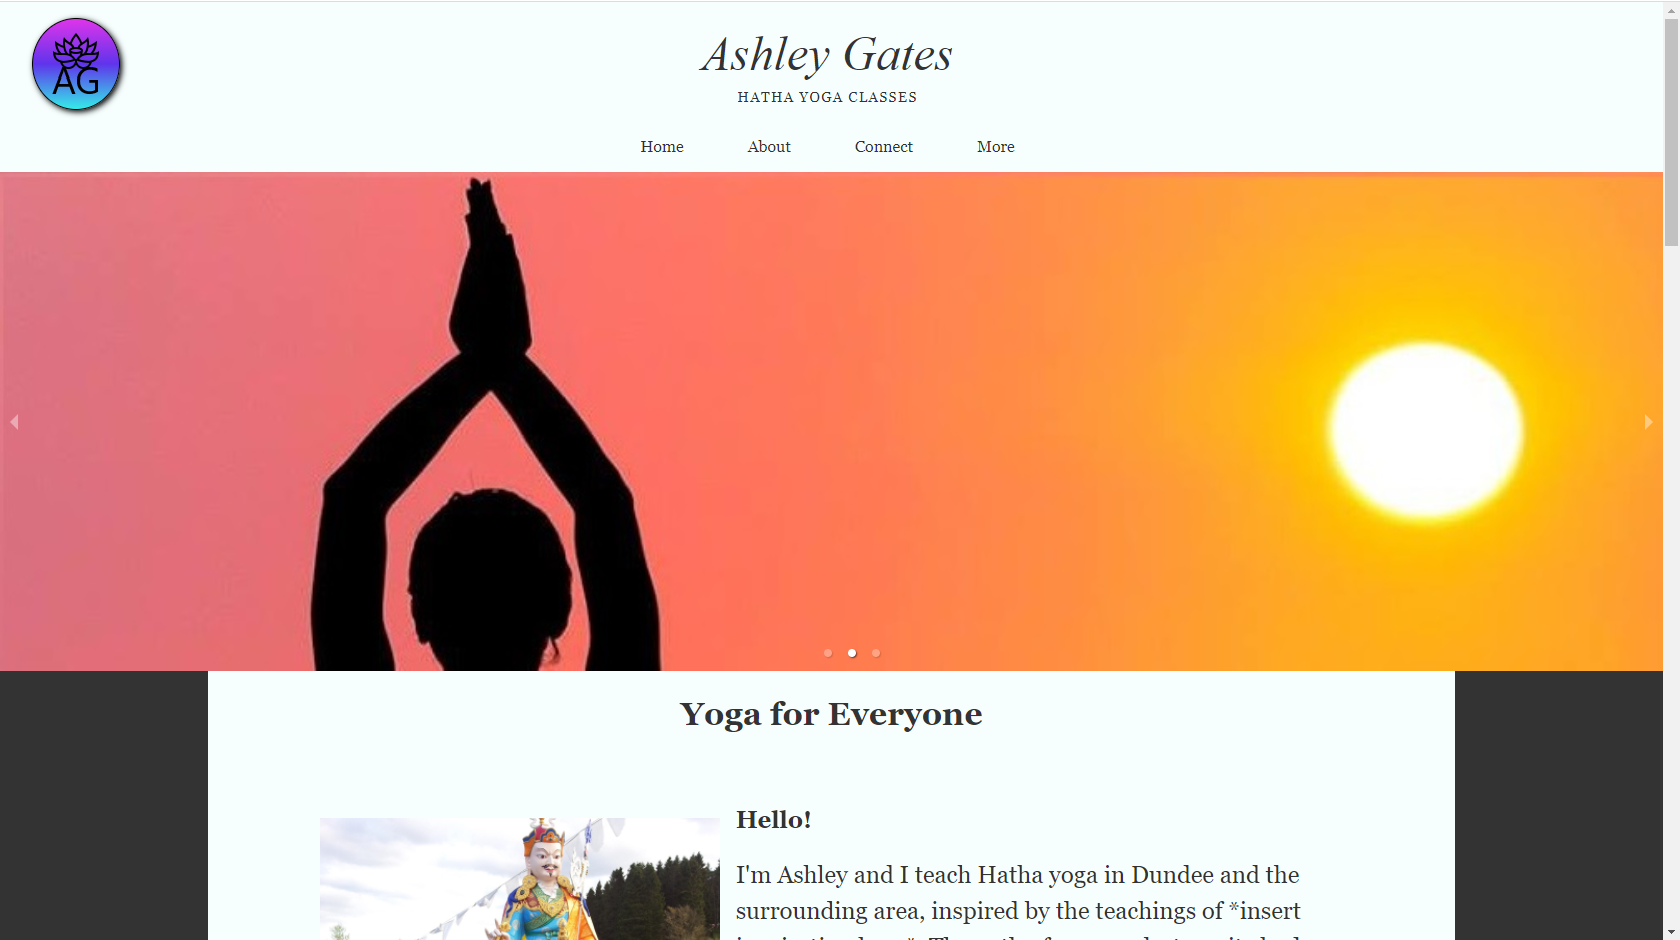 AG
Ashley Gates
HATHA YOGA CLASSES
Home About Connect More
Yoga for Everyone
Hello!
I'm Ashley and I teach Hatha yoga in Dundee and the
surrounding area, inspired by the teachings of *insert